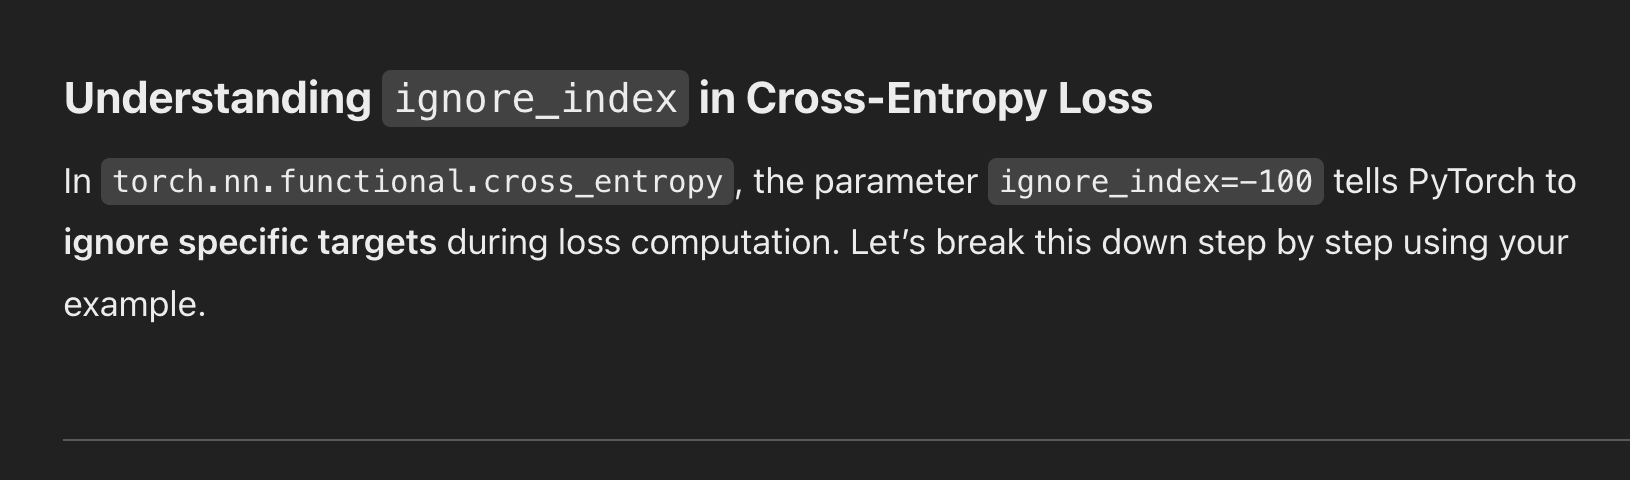 Understanding ignore_index in Cross-Entropy Loss
In torch.nn.functional.cross_entropy, the parameter ignore_index=-100 tells PyTorch to
ignore specific targets during loss computation. Let’s break this down step by step using your
example.